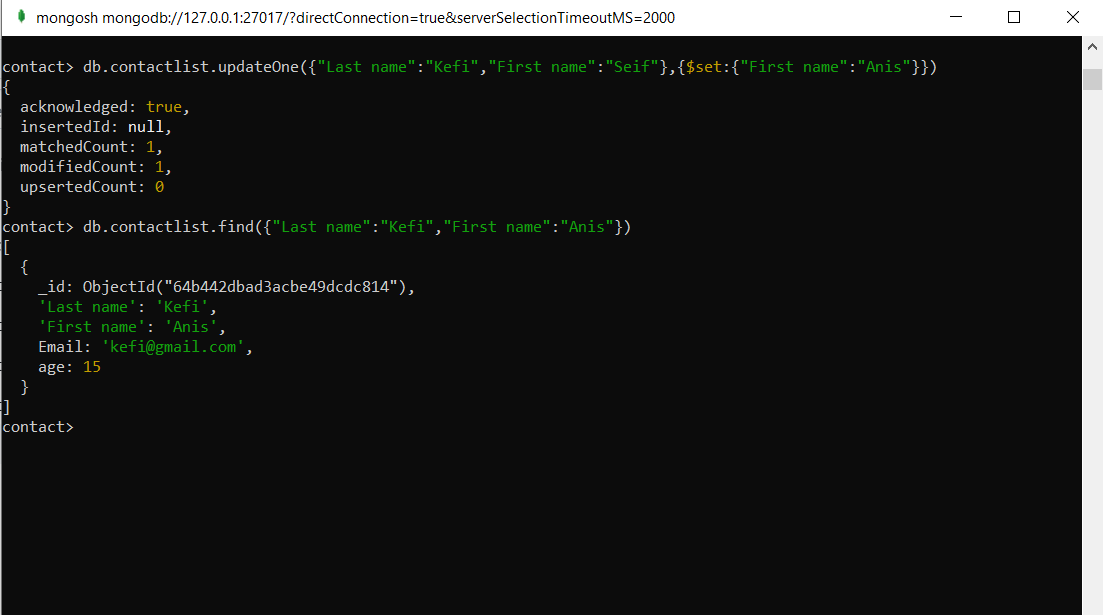 mongosh mongodb://127.0.0.1:27017/?directConnection=true&serverSelectionTimeoutMS=2000
contact> db.contactlist.updateOne({"Last name":"Kefi","First name":"Seif"},{$set:{"First name":"Anis"}})
{
  acknowledged: true,
  insertedId: null,
  matchedCount: 1,
  modifiedCount: 1,
  upsertedCount: 0
}
contact> db.contactlist.find({"Last name":"Kefi","First name":"Anis"})
[
  {
    _id: ObjectId("64b442dbad3acbe49dcdc814"),
    'Last name': 'Kefi',
    'First name': 'Anis',
    Email: 'kefi@gmail.com',
    age: 15
  }
]
contact>